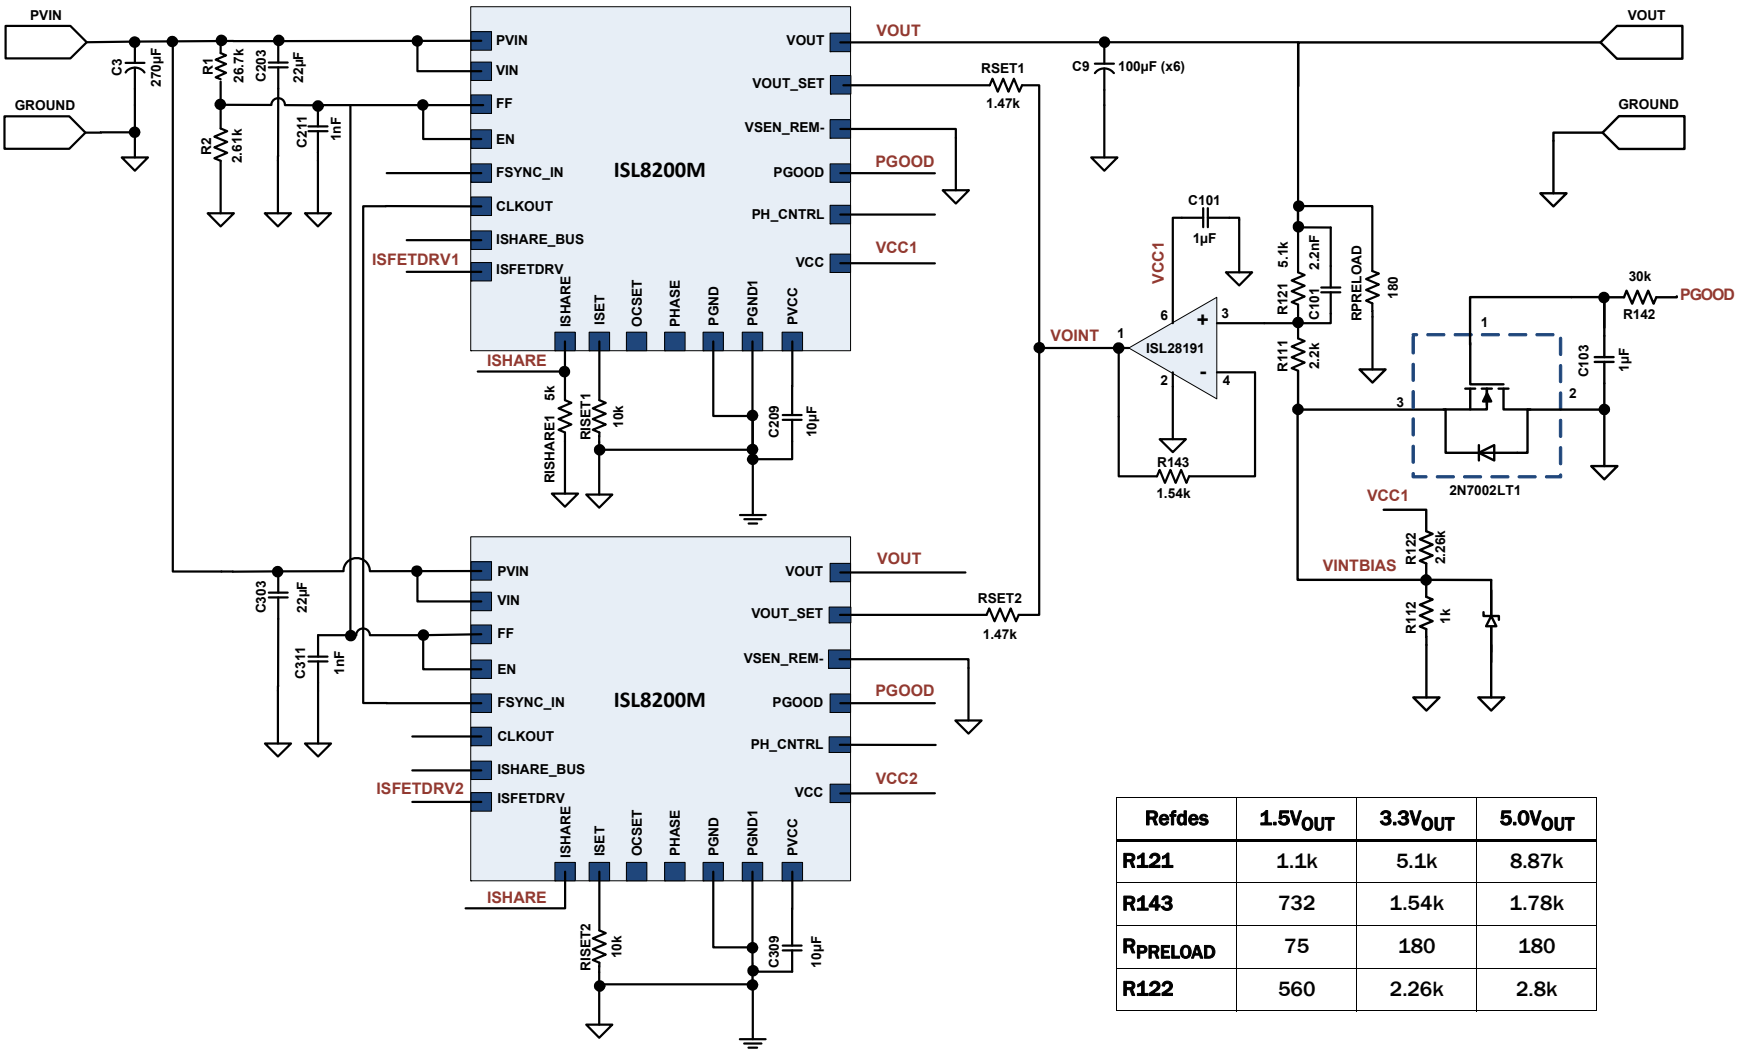 PVIN
GROUND
C3
270µF
R1
26.7k
C203
22µF
R2
2.61k
C211
1nF
PVIN
VIN
FF
EN
FSYNC_IN
CLKOUT
ISHARE_BUS
ISFETDRV
ISFETDRV1
ISL8200M
VOUT
VOUT_SET
VSEN_REM-
PGOOD
PH_CNTRL
VCC
ISHARE
ISET
OCSET
PHASE
PGND
PGND1
PVCC
VOUT
PGOOD
VCC1
ISHARE
RISHARE1
5k
RISET1
10k
C209
10µF
RSET1
1.47k
C9
100µF (x6)
VOUT
GROUND
C101
1µF
VCC1
VOINT
1
6
3
2
4
+
-
ISL28191
R143
1.54k
R121
5.1k
C101
2.2nF
RPRELOAD
180
R111
2.2k
30k
R142
PGOOD
C103
1µF
1
2
3
2N7002LT1
VCC1
R122
2.26k
VINTBIAS
R112
1k
C303
22µF
C311
1nF
PVIN
VIN
FF
EN
FSYNC_IN
CLKOUT
ISHARE_BUS
ISFETDRV
ISFETDRV2
ISL8200M
VOUT
VOUT_SET
VSEN_REM-
PGOOD
PH_CNTRL
VCC
ISHARE
ISET
OCSET
PHASE
PGND
PGND1
PVCC
VOUT
RSET2
1.47k
PGOOD
VCC2
ISHARE
RISET2
10k
C309
10µF
Refdes 1.5VOUT 3.3VOUT 5.0VOUT
R121 1.1k 5.1k 8.87k
R143 732 1.54k 1.78k
RPRELOAD 75 180 180
R122 560 2.26k 2.8k